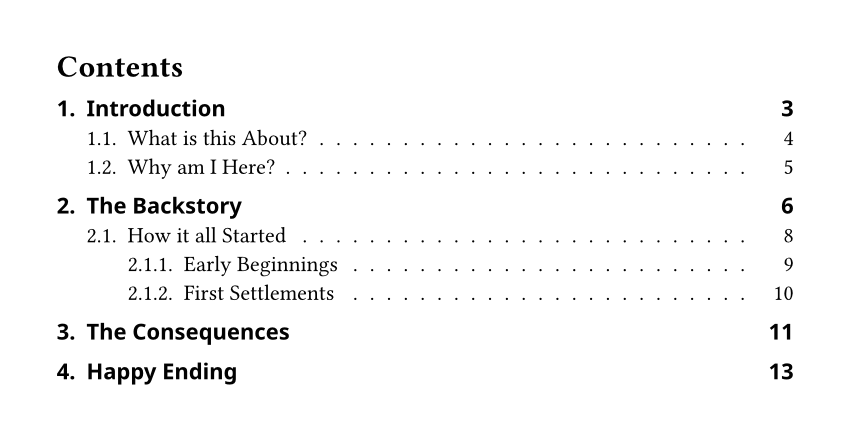 Contents
1. Introduction 3
1.1. What is this About? . . . . . . . . . . . . . . . . . . . . . . . . . . 4
1.2. Why am I Here? . . . . . . . . . . . . . . . . . . . . . . . . . . . . 5
2. The Backstory 6
2.1. How it all Started . . . . . . . . . . . . . . . . . . . . . . . . . . . 8
2.1.1. Early Beginnings . . . . . . . . . . . . . . . . . . . . . . . . 9
2.1.2. First Settlements . . . . . . . . . . . . . . . . . . . . . . . . 10
3. The Consequences 11
4. Happy Ending 13